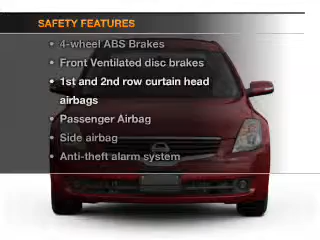 SAFETY FEATURES
• 4-wheel ABS Brakes
• Front Ventilated disc brakes
• 1st and 2nd row curtain head
airbags
• Passenger Airbag
• Side airbag
• Anti-theft alarm system